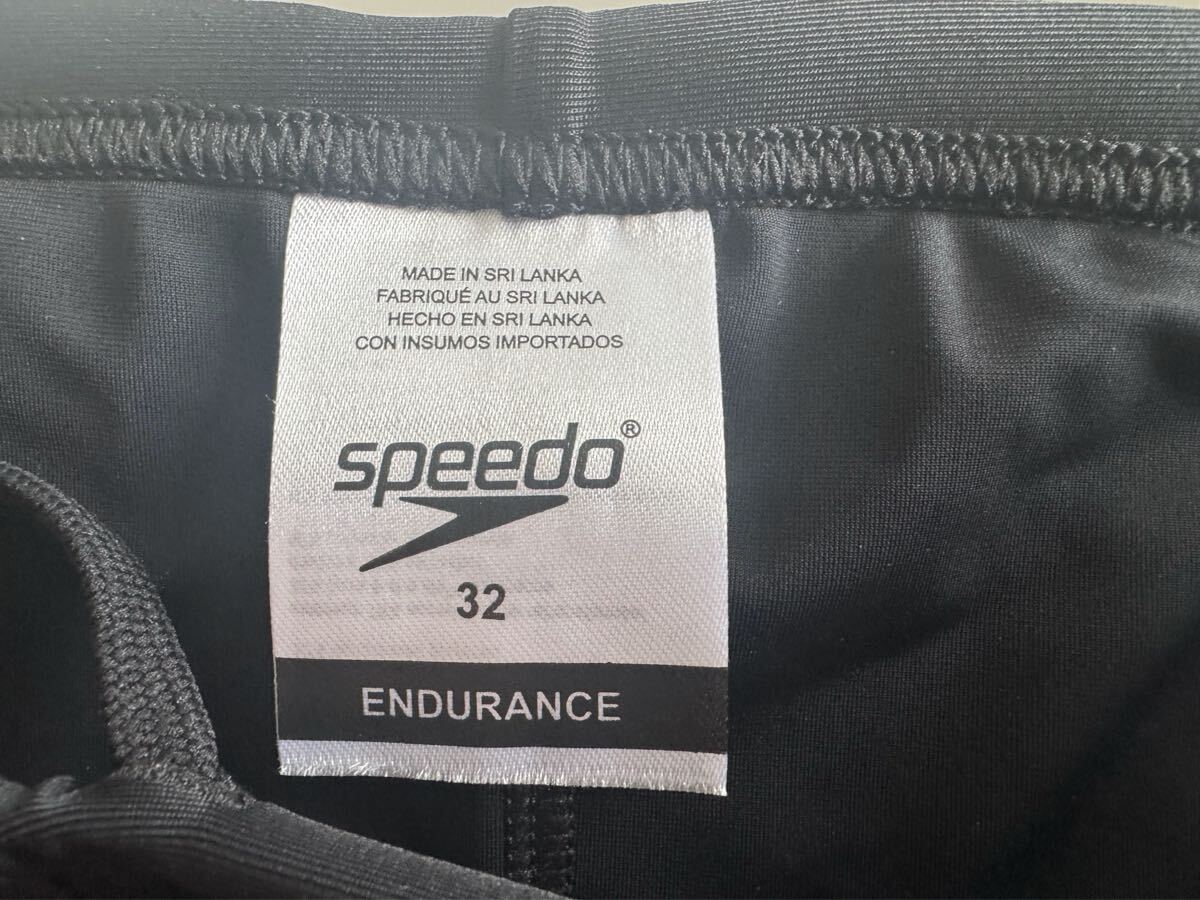 MADE IN SRI LANKA
FABRIQUÉ AU SRI LANKA
HECHO EN SRI LANKA
CON INSUMOS IMPORTADOS
speedo®
32
ENDURANCE